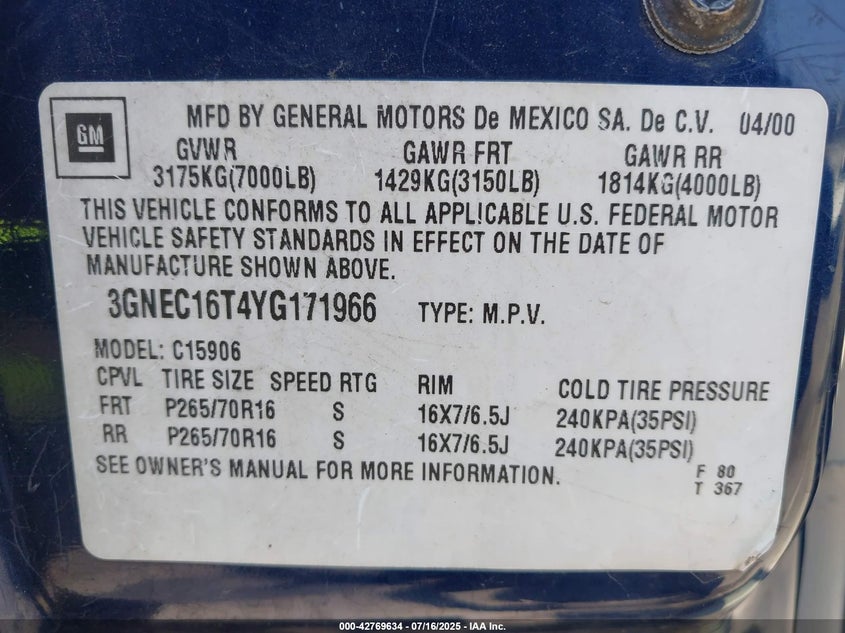 GM
MFD BY GENERAL MOTORS De MEXICO SA. De C.V. 04/00
GVWR GAWR FRT GAWR RR
3175KG(7000LB) 1429KG(3150LB) 1814KG(4000LB)
THIS VEHICLE CONFORMS TO ALL APPLICABLE U.S. FEDERAL MOTOR
VEHICLE SAFETY STANDARDS IN EFFECT ON THE DATE OF
MANUFACTURE SHOWN ABOVE.
3GNEC16T4YG171966 TYPE: M.P.V.
MODEL: C15906
CPVL TIRE SIZE SPEED RTG RIM COLD TIRE PRESSURE
FRT P265/70R16 S 16X7/6.5J 240KPA(35PSI)
RR P265/70R16 S 16X7/6.5J 240KPA(35PSI)
SEE OWNER'S MANUAL FOR MORE INFORMATION.
F 80
T 367
000-42769634 - 07/16/2025 - IAA Inc.